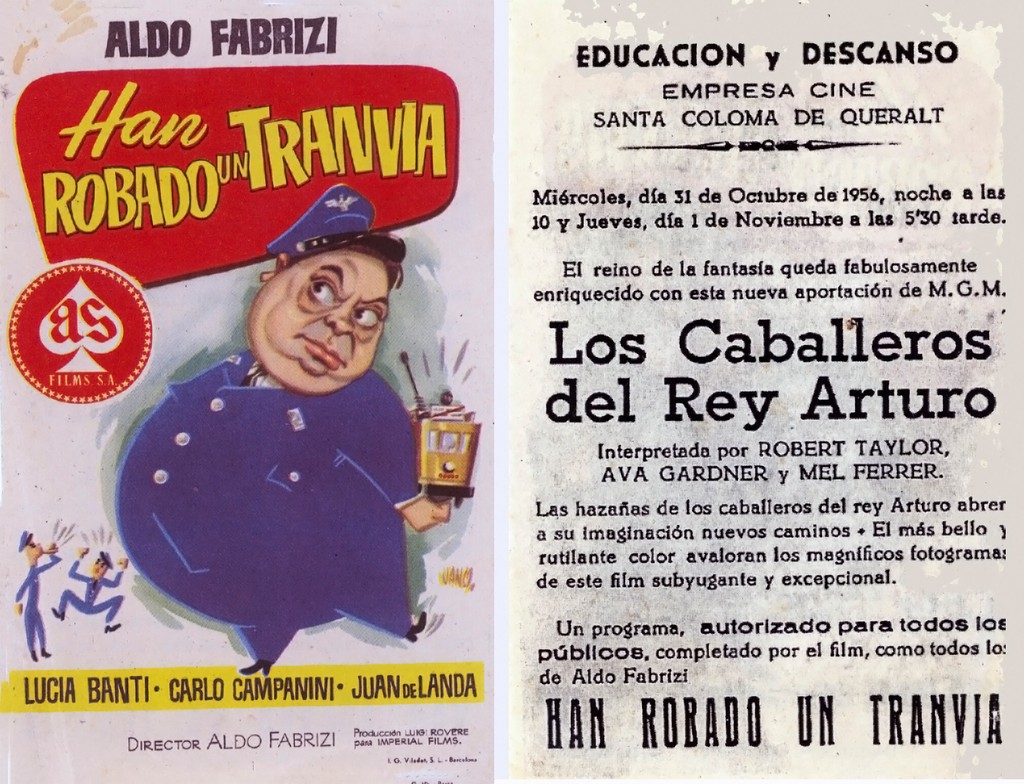 ALDO FABRIZI
Han
ROBADO UN TRANVIA
as
FILMS. S.A.
JANO
LUCIA BANTI · CARLO CAMPANINI · JUAN de LANDA
DIRECTOR ALDO FABRIZI
Producción LUIGI ROVERE
para IMPERIAL FILMS.
I. G. Viladot, S. L. - Barcelona
EDUCACION y DESCANSO
EMPRESA CINE
SANTA COLOMA DE QUERALT
Miércoles, día 31 de Octubre de 1956, noche a las
10 y Jueves, día 1 de Noviembre a las 5'30 tarde.
El reino de la fantasía queda fabulosamente
enriquecido con esta nueva aportación de M.G.M.
Los Caballeros
del Rey Arturo
Interpretada por ROBERT TAYLOR,
AVA GARDNER y MEL FERRER.
Las hazañas de los caballeros del rey Arturo abrer
a su imaginación nuevos caminos • El más bello y
rutilante color avaloran los magníficos fotogramas
de este film subyugante y excepcional.
Un programa, autorizado para todos los
públicos, completado por el film, como todos los
de Aldo Fabrizi
HAN ROBADO UN TRANVIA